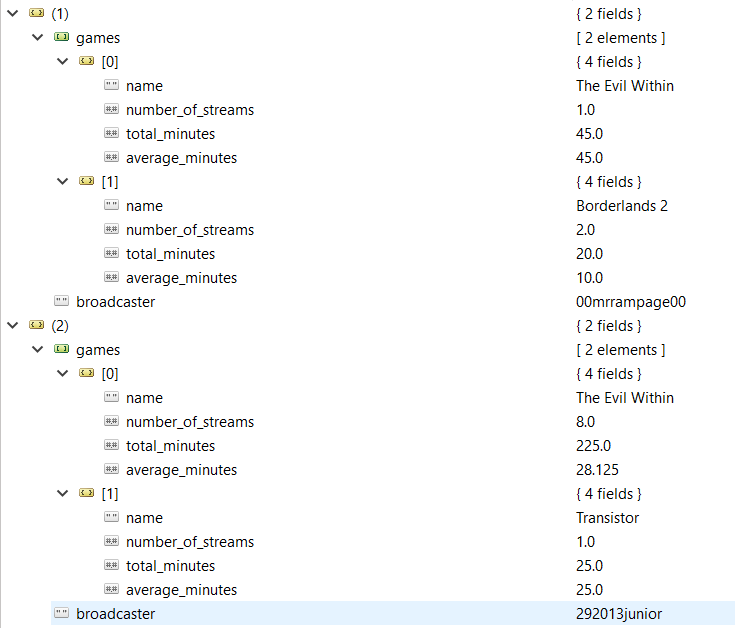 (1) { 2 fields }
games [ 2 elements ]
[0] { 4 fields }
name The Evil Within
number_of_streams 1.0
total_minutes 45.0
average_minutes 45.0
[1] { 4 fields }
name Borderlands 2
number_of_streams 2.0
total_minutes 20.0
average_minutes 10.0
broadcaster 00mrrampage00
(2) { 2 fields }
games [ 2 elements ]
[0] { 4 fields }
name The Evil Within
number_of_streams 8.0
total_minutes 225.0
average_minutes 28.125
[1] { 4 fields }
name Transistor
number_of_streams 1.0
total_minutes 25.0
average_minutes 25.0
broadcaster 292013junior